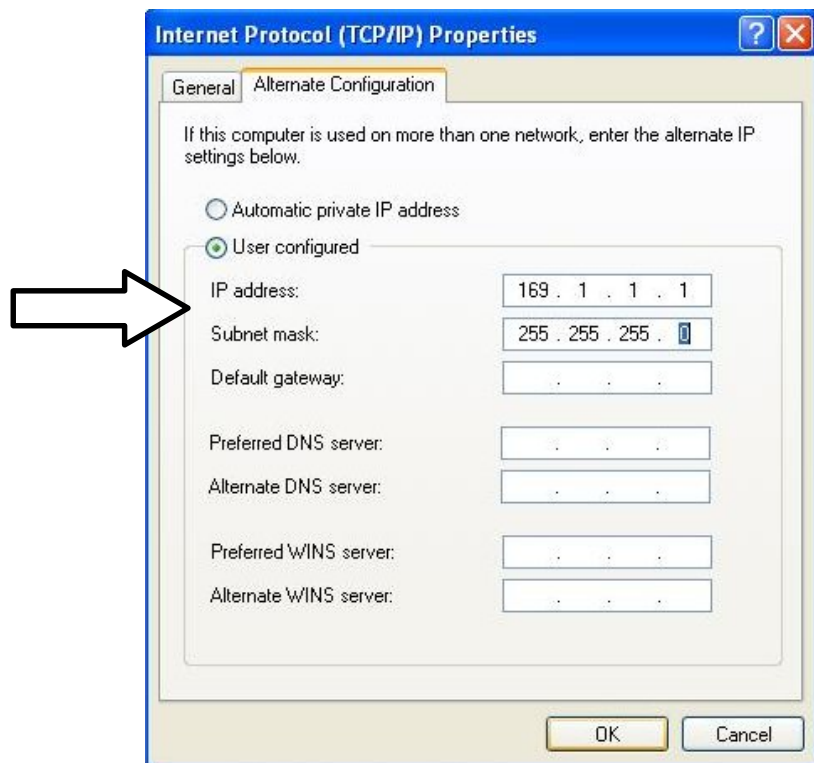 Internet Protocol (TCP/IP) Properties
General Alternate Configuration
If this computer is used on more than one network, enter the alternate IP
settings below.
Automatic private IP address
User configured
IP address: 169 . 1 . 1 . 1
Subnet mask: 255 . 255 . 255 . 0
Default gateway: . . .
Preferred DNS server: . . .
Alternate DNS server: . . .
Preferred WINS server: . . .
Alternate WINS server: . . .
OK Cancel